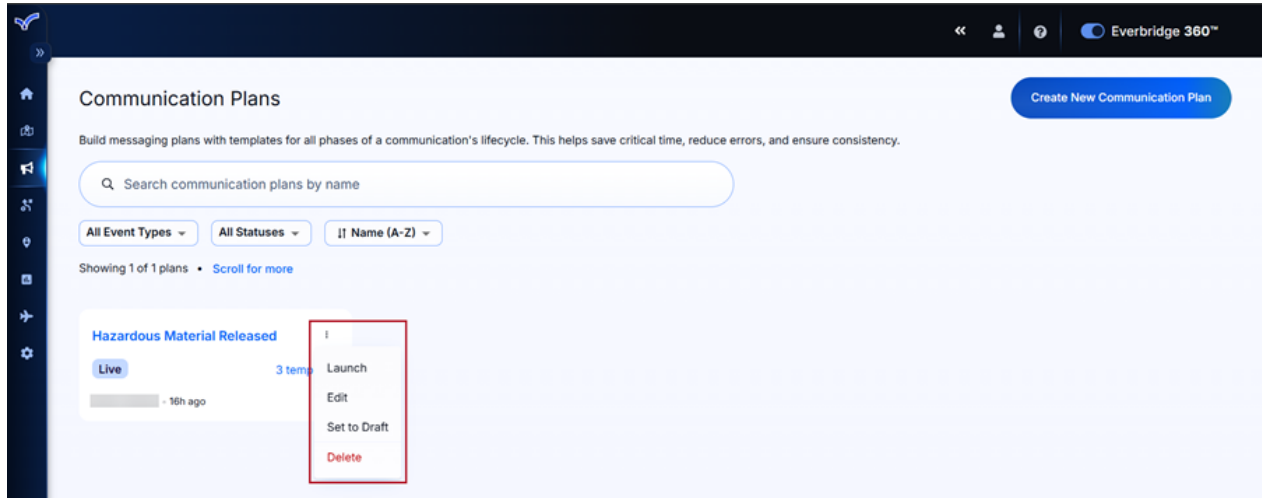 Everbridge 360™
Communication Plans
Create New Communication Plan
Build messaging plans with templates for all phases of a communication's lifecycle. This helps save critical time, reduce errors, and ensure consistency.
Search communication plans by name
All Event Types
All Statuses
Name (A-Z)
Showing 1 of 1 plans • Scroll for more
Hazardous Material Released
Live
3 temp
- 16h ago
Launch
Edit
Set to Draft
Delete